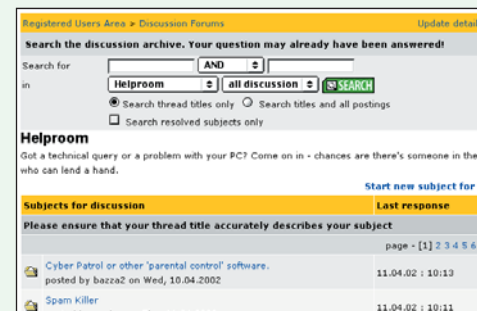 Registered Users Area > Discussion Forums Update detail
Search the discussion archive. Your question may already have been answered!
Search for AND
in Helproom all discussion SEARCH
Search thread titles only Search titles and all postings
Search resolved subjects only
Helproom
Got a technical query or a problem with your PC? Come on in - chances are there's someone in the
who can lend a hand.
Start new subject for
Subjects for discussion Last response
Please ensure that your thread title accurately describes your subject
page - [1] 2 3 4 5 6
Cyber Patrol or other 'parental control' software.
posted by bazza2 on Wed, 10.04.2002 11.04.02 : 10:13
Spam Killer
11.04.02 : 10:11